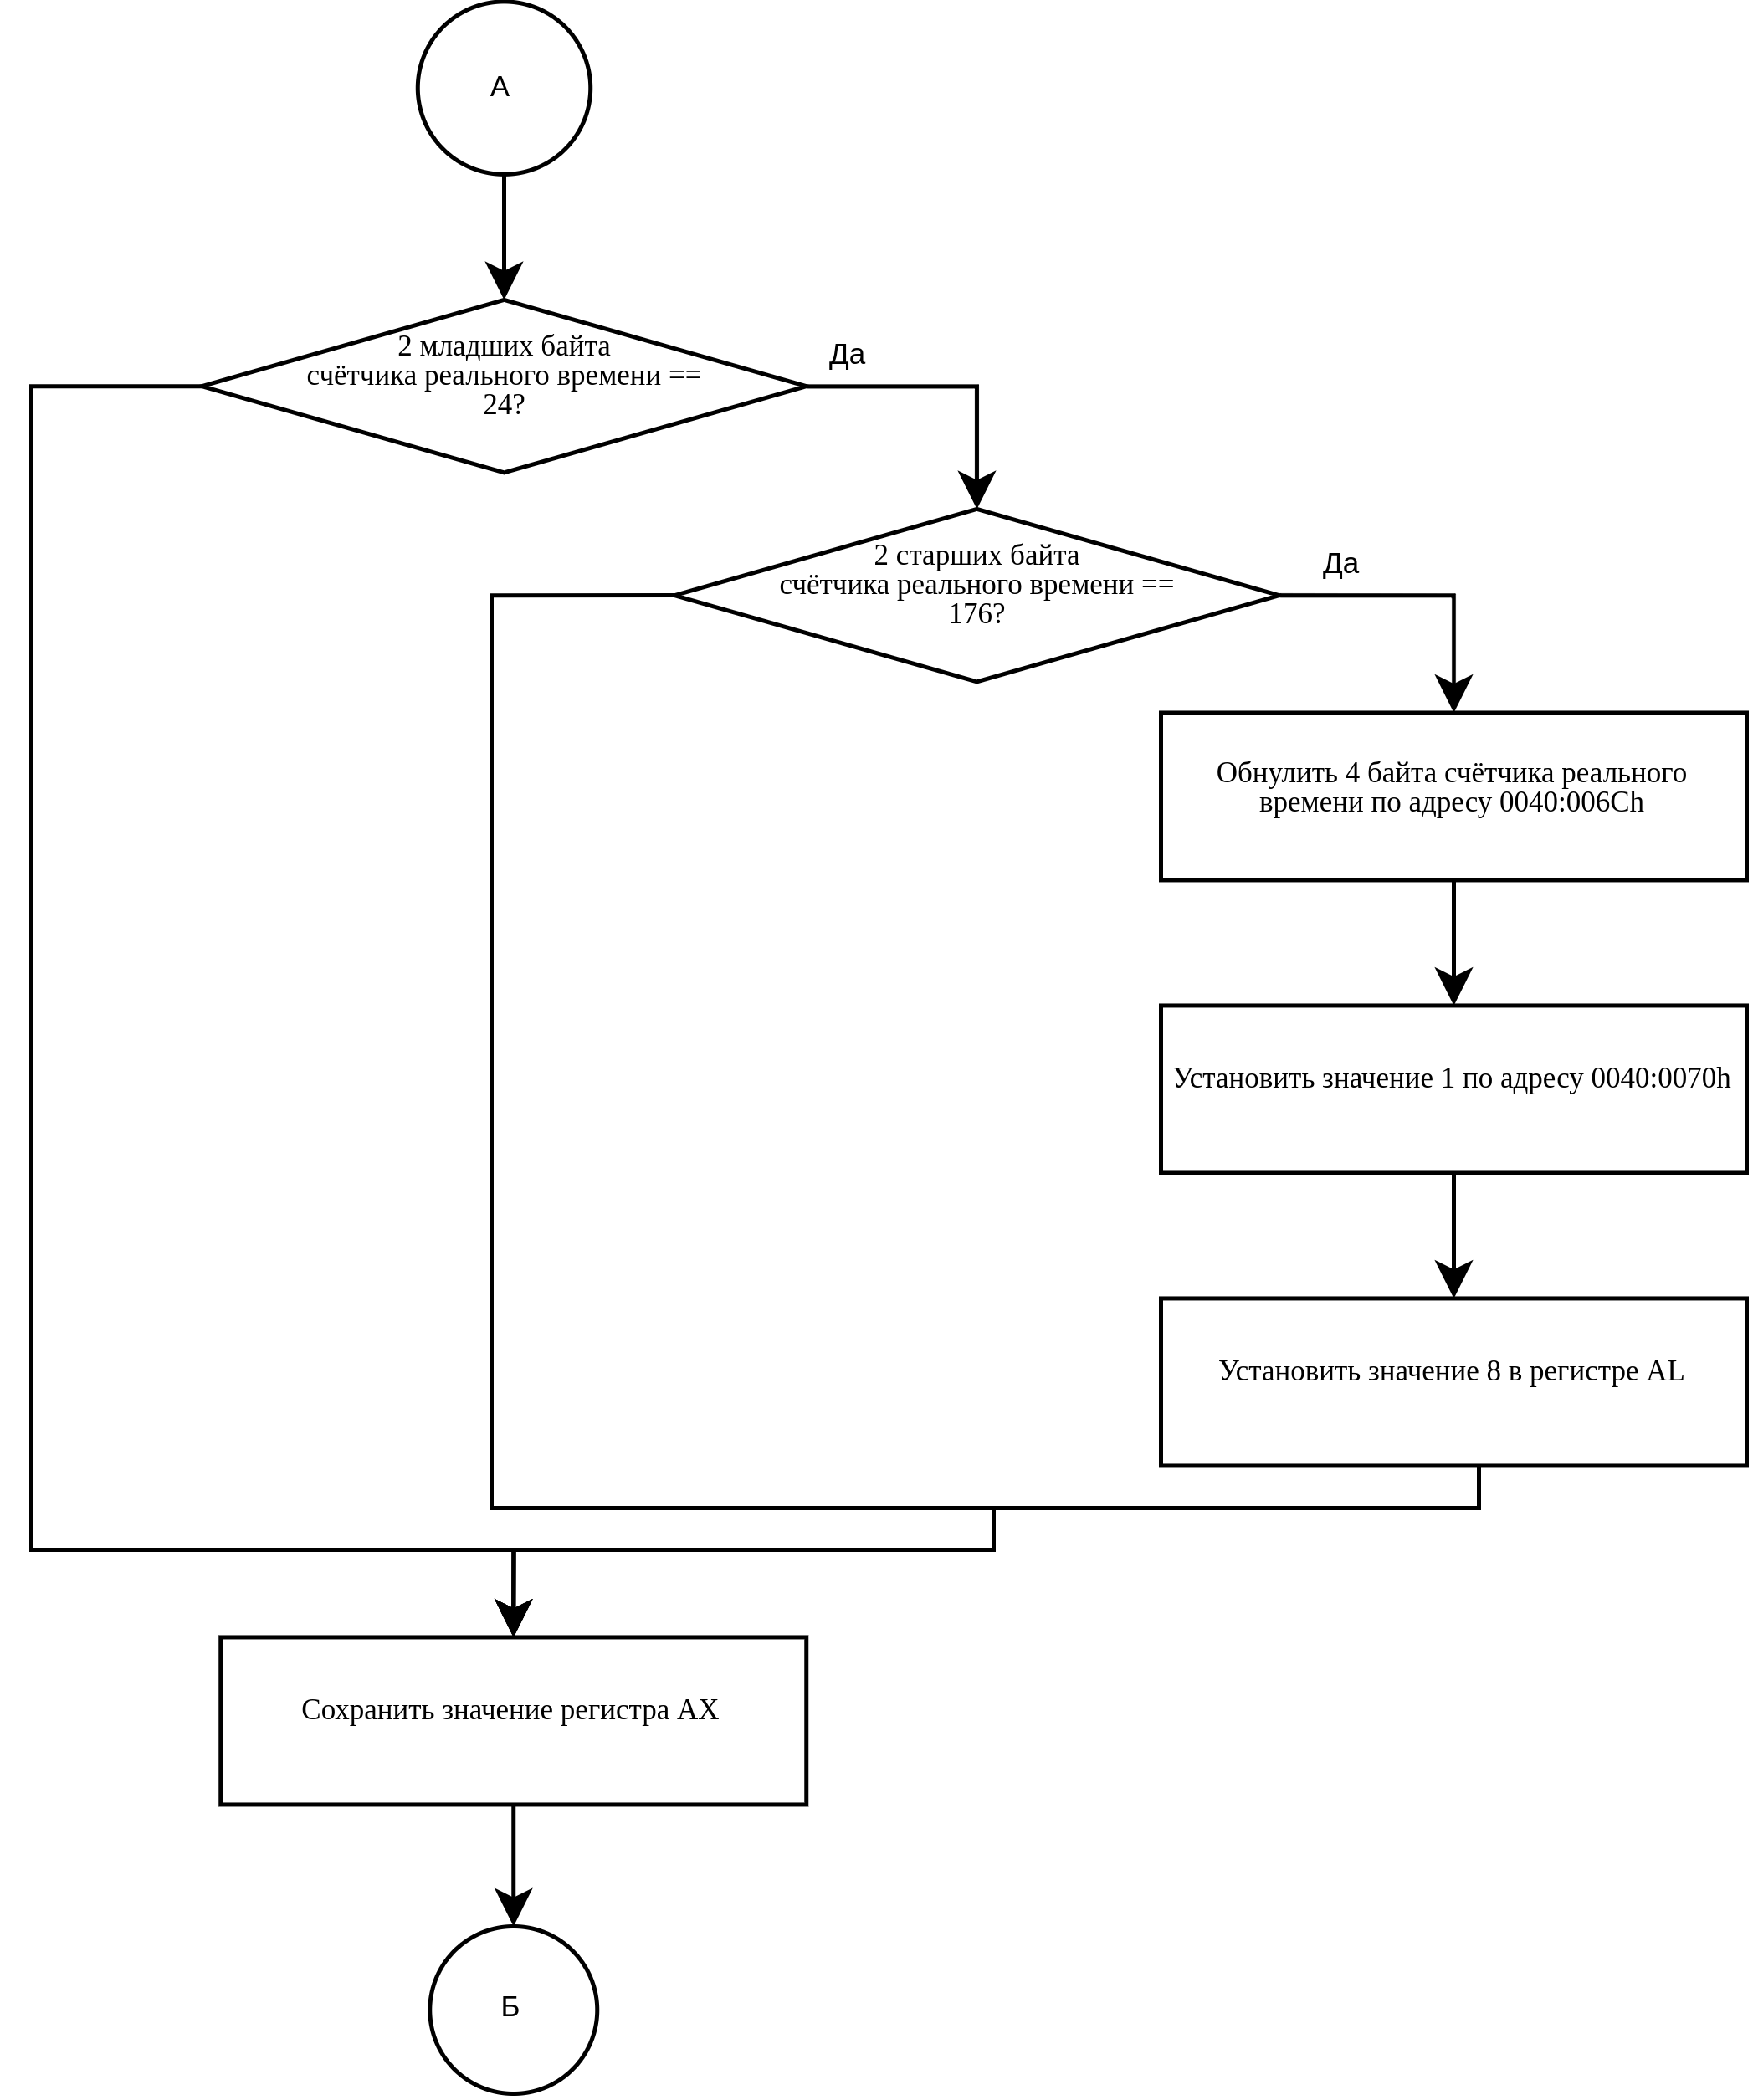 А
2 младших байта
счётчика реального времени ==
24?
Да
2 старших байта
счётчика реального времени ==
176?
Да
Обнулить 4 байта счётчика реального
времени по адресу 0040:006Ch
Установить значение 1 по адресу 0040:0070h
Установить значение 8 в регистре AL
Сохранить значение регистра AX
Б